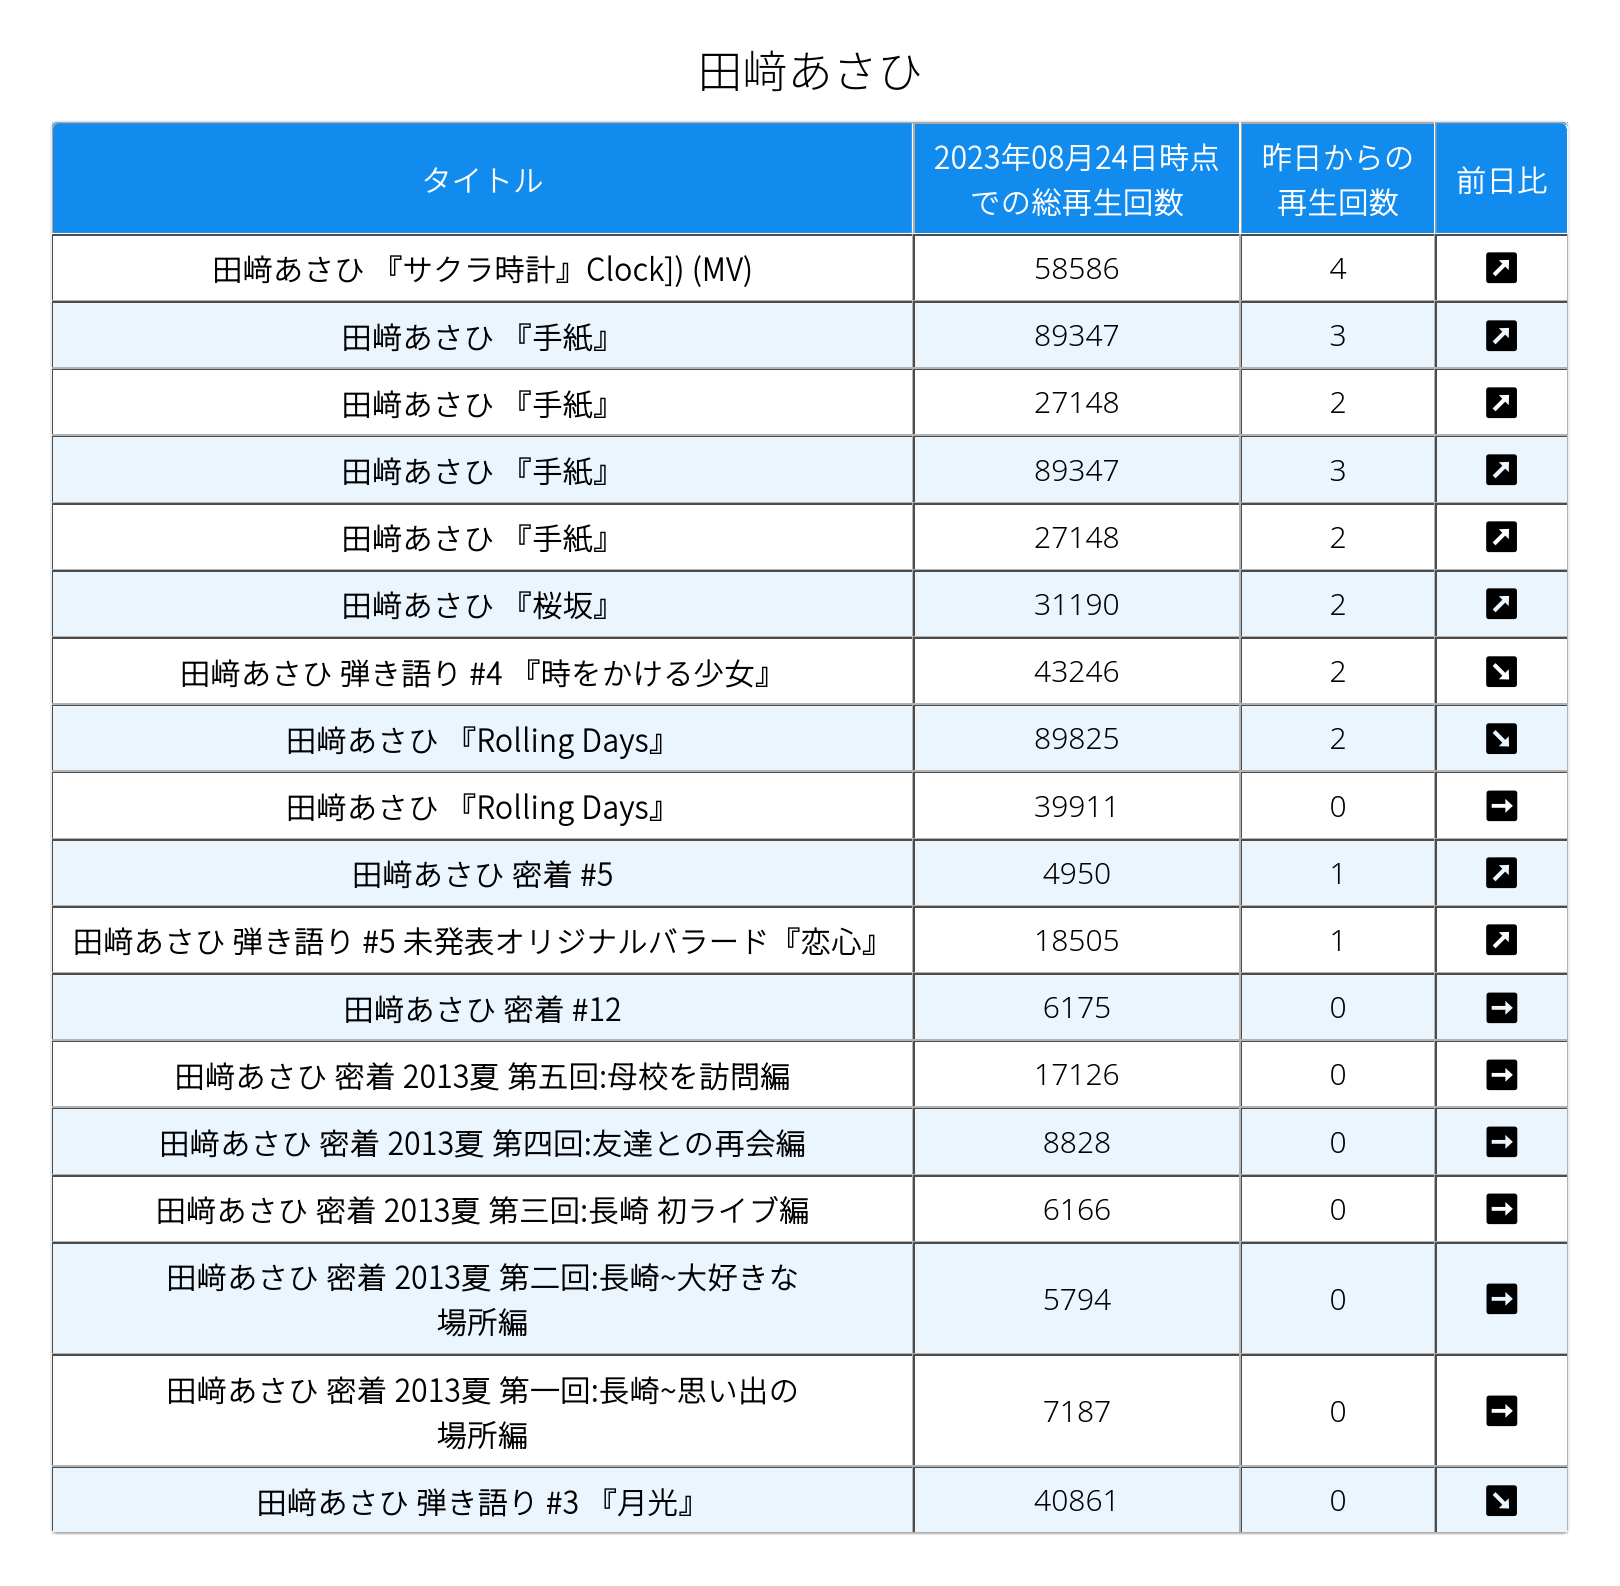 田﨑あさひ
タイトル
2023年08月24日時点
での総再生回数
昨日からの
再生回数
前日比
田﨑あさひ 『サクラ時計』Clock]) (MV) 58586 4
田﨑あさひ 『手紙』 89347 3
田﨑あさひ 『手紙』 27148 2
田﨑あさひ 『手紙』 89347 3
田﨑あさひ 『手紙』 27148 2
田﨑あさひ 『桜坂』 31190 2
田﨑あさひ 弾き語り #4 『時をかける少女』 43246 2
田﨑あさひ 『Rolling Days』 89825 2
田﨑あさひ 『Rolling Days』 39911 0
田﨑あさひ 密着 #5 4950 1
田﨑あさひ 弾き語り #5 未発表オリジナルバラード『恋心』 18505 1
田﨑あさひ 密着 #12 6175 0
田﨑あさひ 密着 2013夏 第五回:母校を訪問編 17126 0
田﨑あさひ 密着 2013夏 第四回:友達との再会編 8828 0
田﨑あさひ 密着 2013夏 第三回:長崎 初ライブ編 6166 0
田﨑あさひ 密着 2013夏 第二回:長崎~大好きな
場所編 5794 0
田﨑あさひ 密着 2013夏 第一回:長崎~思い出の
場所編 7187 0
田﨑あさひ 弾き語り #3 『月光』 40861 0